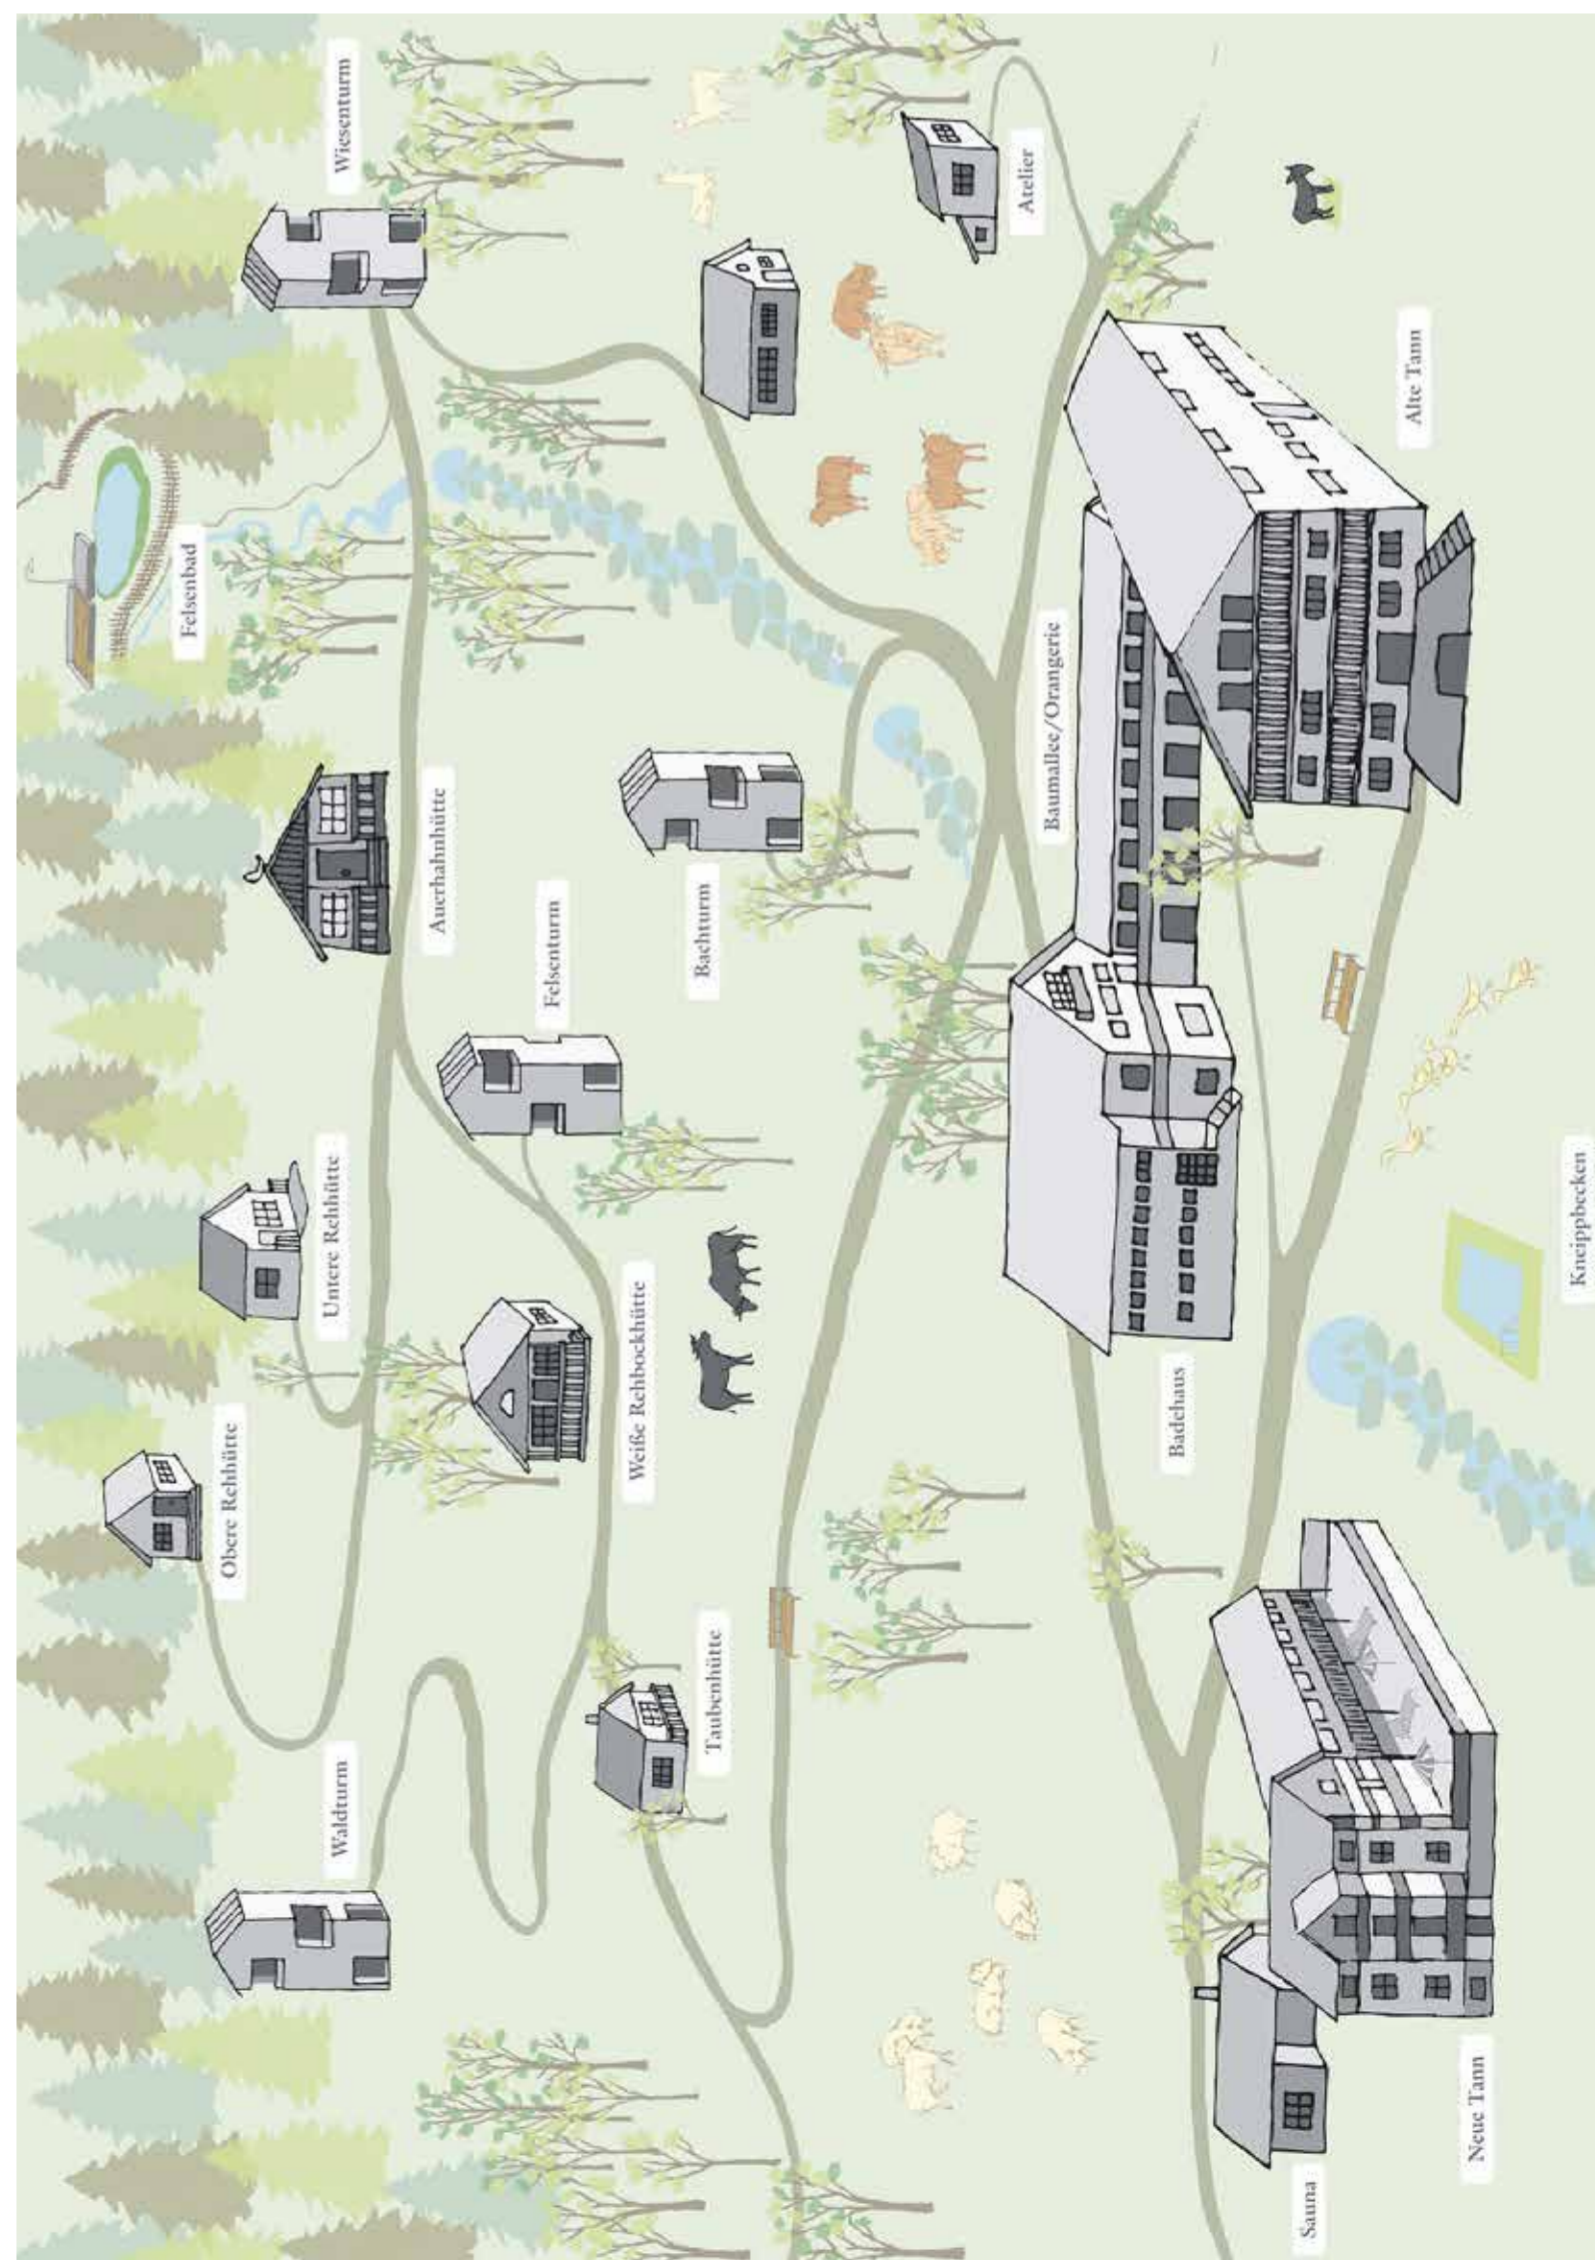 Waldturm
Obere Rehhütte
Untere Rehhütte
Auerhahnhütte
Felsenbad
Wiesenturm
Taubenhütte
Weiße Rehbockhütte
Felsenturm
Bachturm
Atelier
Baumallee/Orangerie
Badehaus
Sauna
Neue Tann
Kneippbecken
Alte Tann